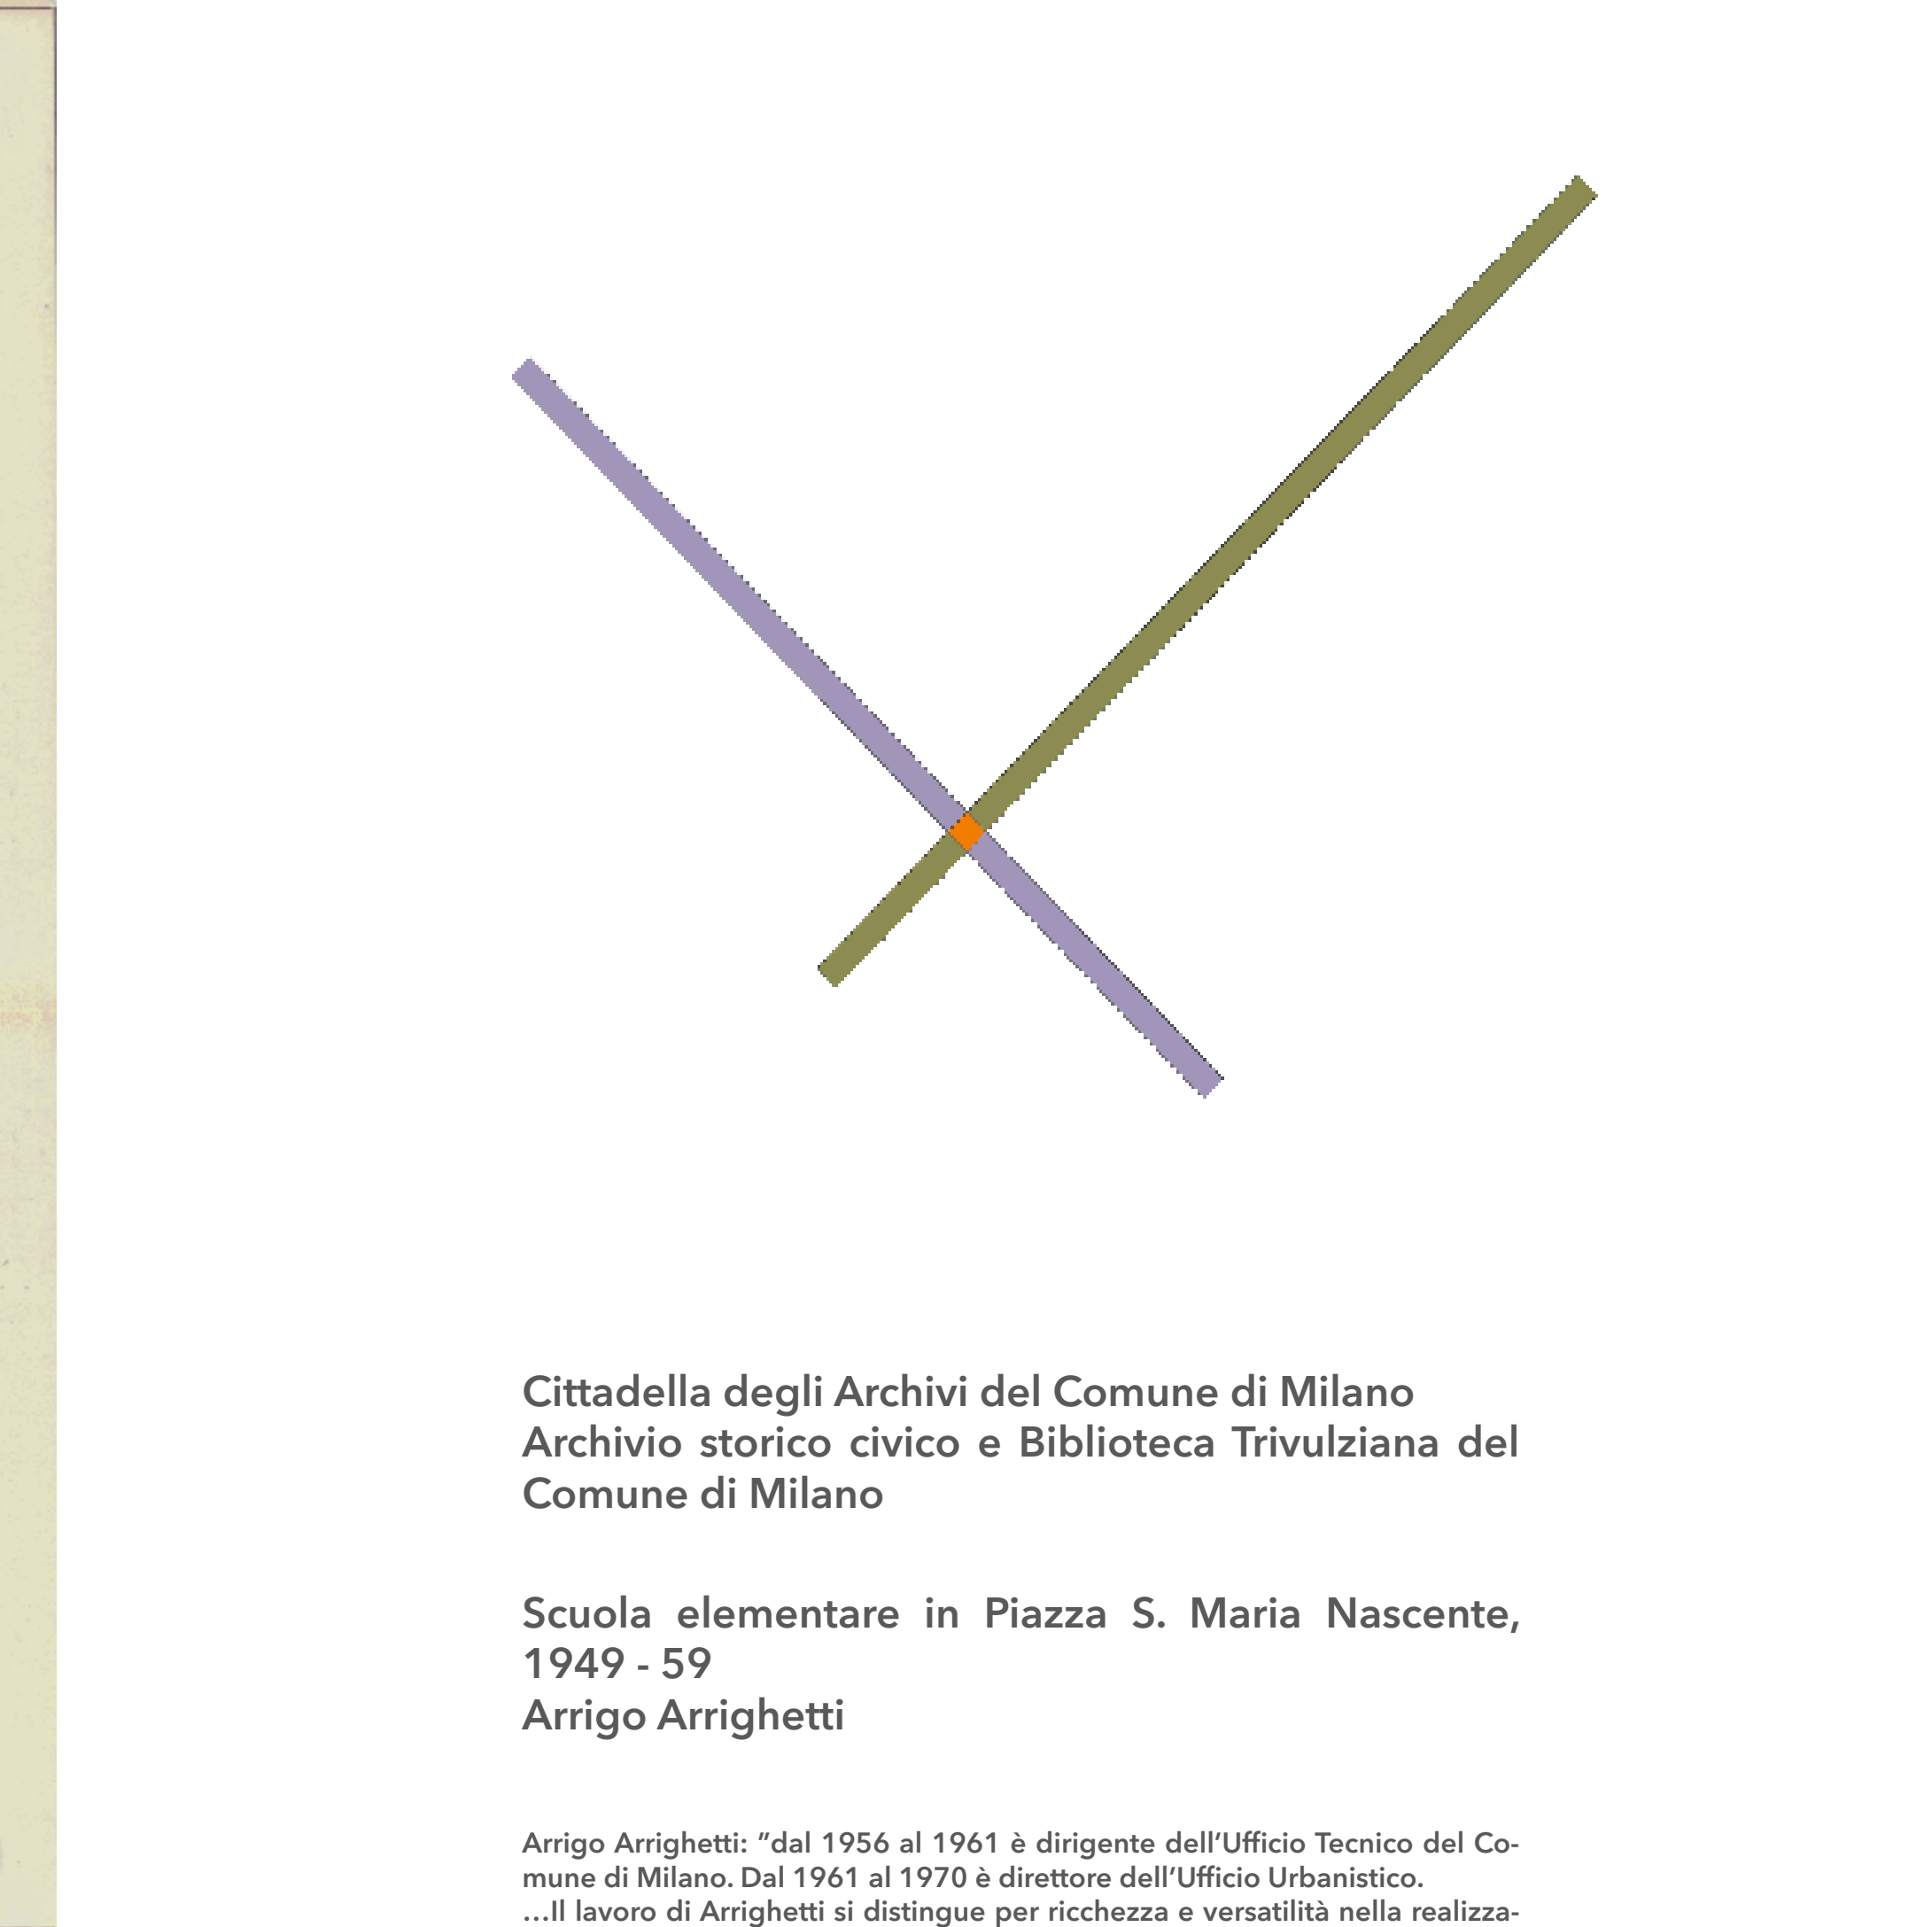 Cittadella degli Archivi del Comune di Milano
Archivio storico civico e Biblioteca Trivulziana del
Comune di Milano
Scuola elementare in Piazza S. Maria Nascente,
1949 - 59
Arrigo Arrighetti
Arrigo Arrighetti: ”dal 1956 al 1961 è dirigente dell’Ufficio Tecnico del Co-
mune di Milano. Dal 1961 al 1970 è direttore dell’Ufficio Urbanistico.
…Il lavoro di Arrighetti si distingue per ricchezza e versatilità nella realizza-